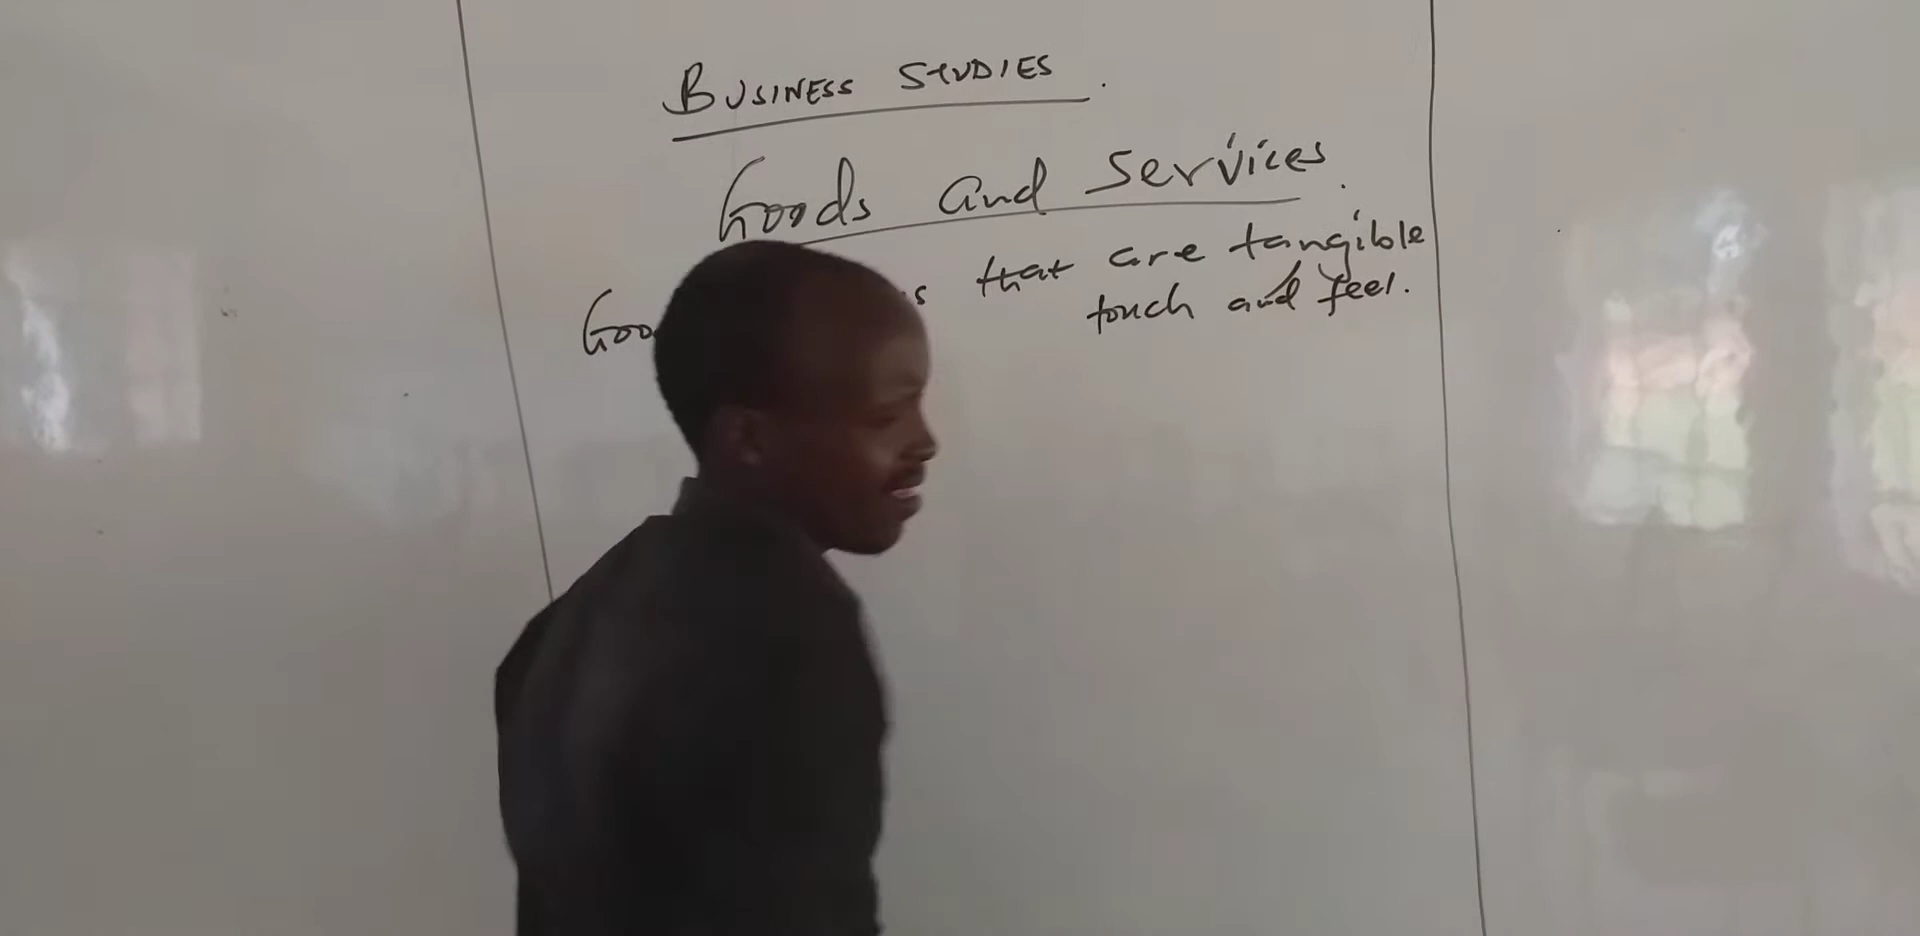 BUSINESS STUDIES.
Goods and Services.
that are tangible
touch and feel.